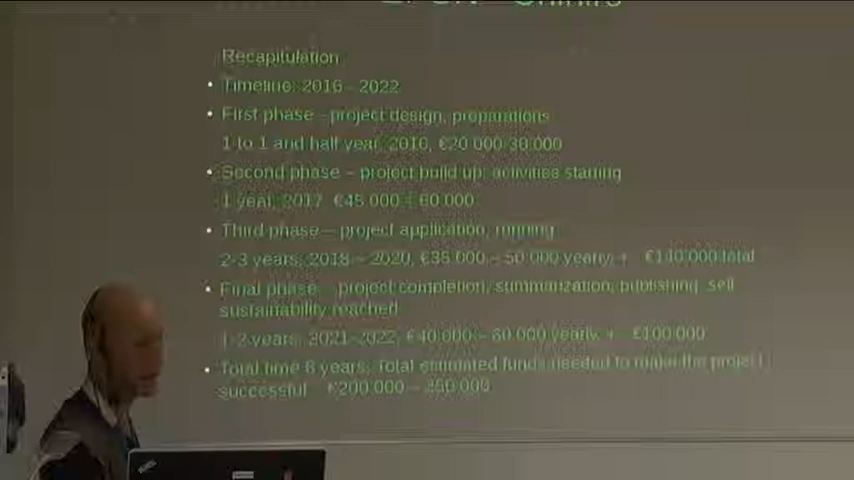 Recapitulation
• Timeline: 2016 – 2022
• First phase – project design, preparations
1 to 1 and half year, 2016, €20 000-30 000
• Second phase – project build up, activities starting
1 year, 2017, €45 000 – 60 000
• Third phase – project application, running
2-3 years, 2018 – 2020, €35 000 – 50 000 yearly, + €140 000 total
• Final phase – project completion, summarization, publishing, self
sustainability reached
1-2 years, 2021-2022, €40 000 – 60 000 yearly, + €100 000
• Total time 6 years, Total estimated funds needed to make the project
successful €200 000 – 350 000